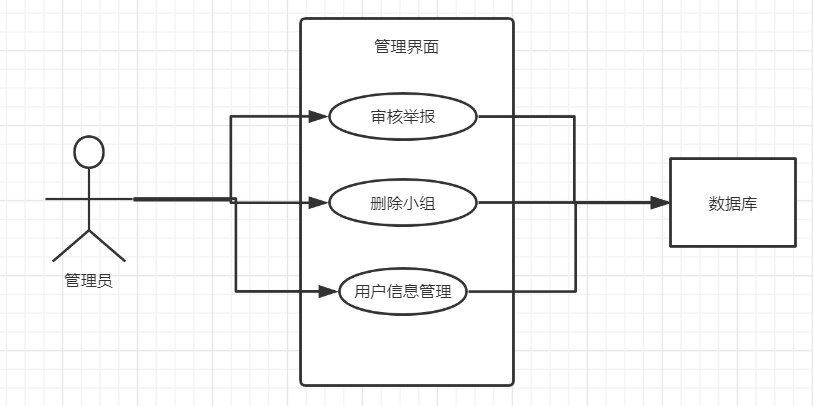 管理界面
审核举报
删除小组
数据库
管理员
用户信息管理